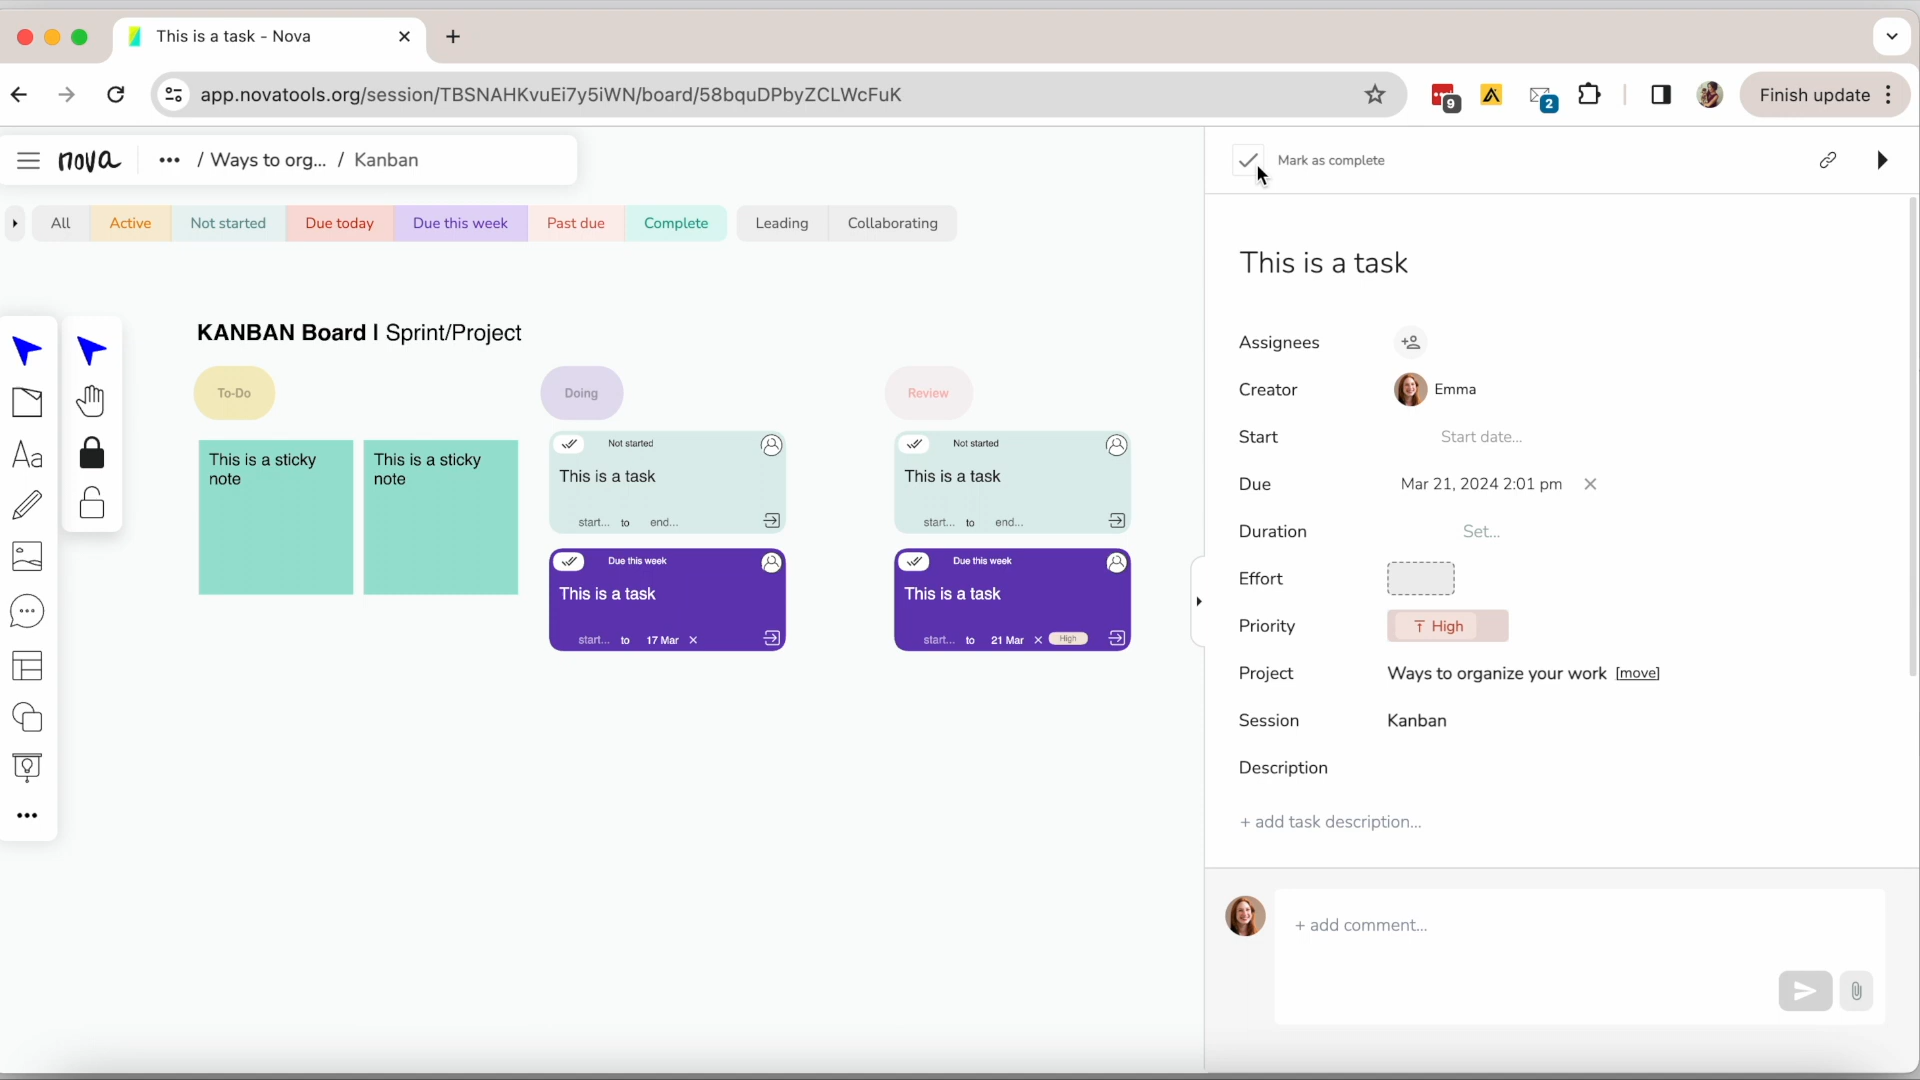 This is a task - Nova
app.novatools.org/session/TBSNAHKvuEi7y5iWN/board/58bquDPbyZCLWcFuK
9
2
Finish update
nova
••• / Ways to org... / Kanban
All Active Not started Due today Due this week Past due Complete Leading Collaborating
KANBAN Board | Sprint/Project
To-Do
Doing
Review
This is a sticky
note
This is a sticky
note
Not started
This is a task
start... to end...
Due this week
This is a task
start... to 17 Mar
Not started
This is a task
start... to end...
Due this week
This is a task
start... to 21 Mar High
Aa
Mark as complete
This is a task
Assignees
Creator Emma
Start Start date...
Due Mar 21, 2024 2:01 pm
Duration Set...
Effort
Priority High
Project Ways to organize your work [move]
Session Kanban
Description
+ add task description...
+ add comment...